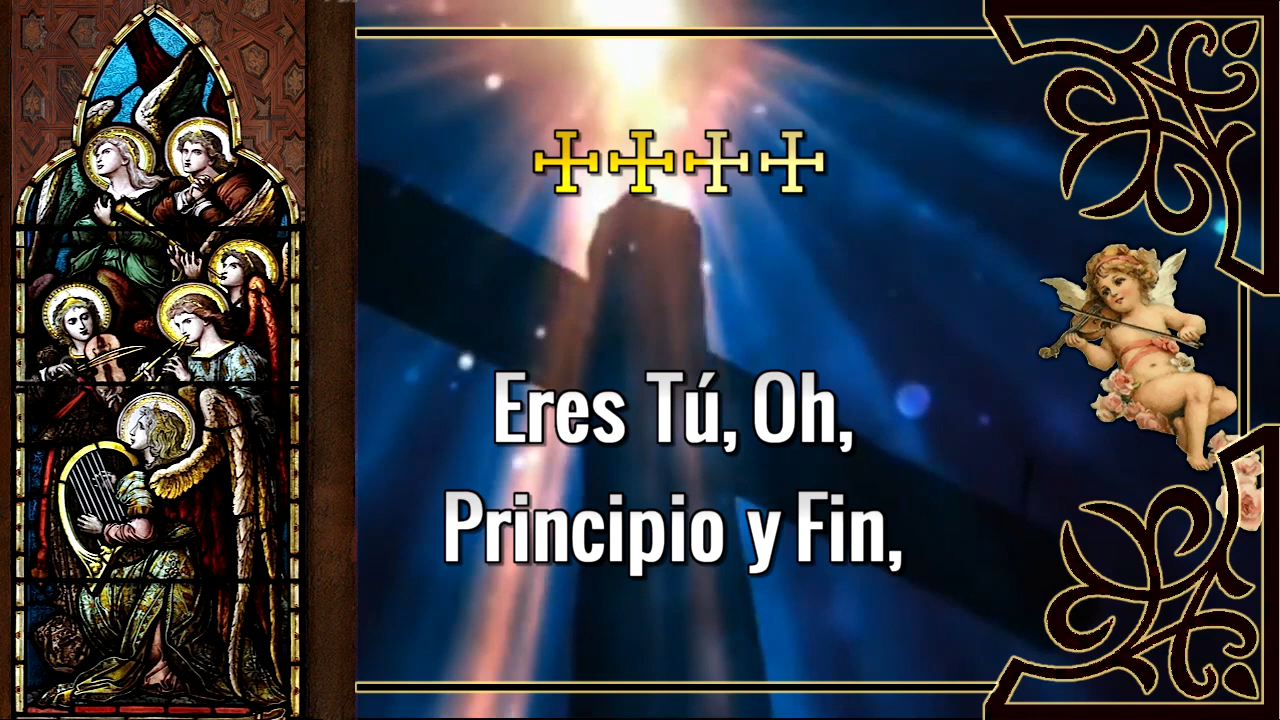 Eres Tú, Oh,
Principio y Fin,